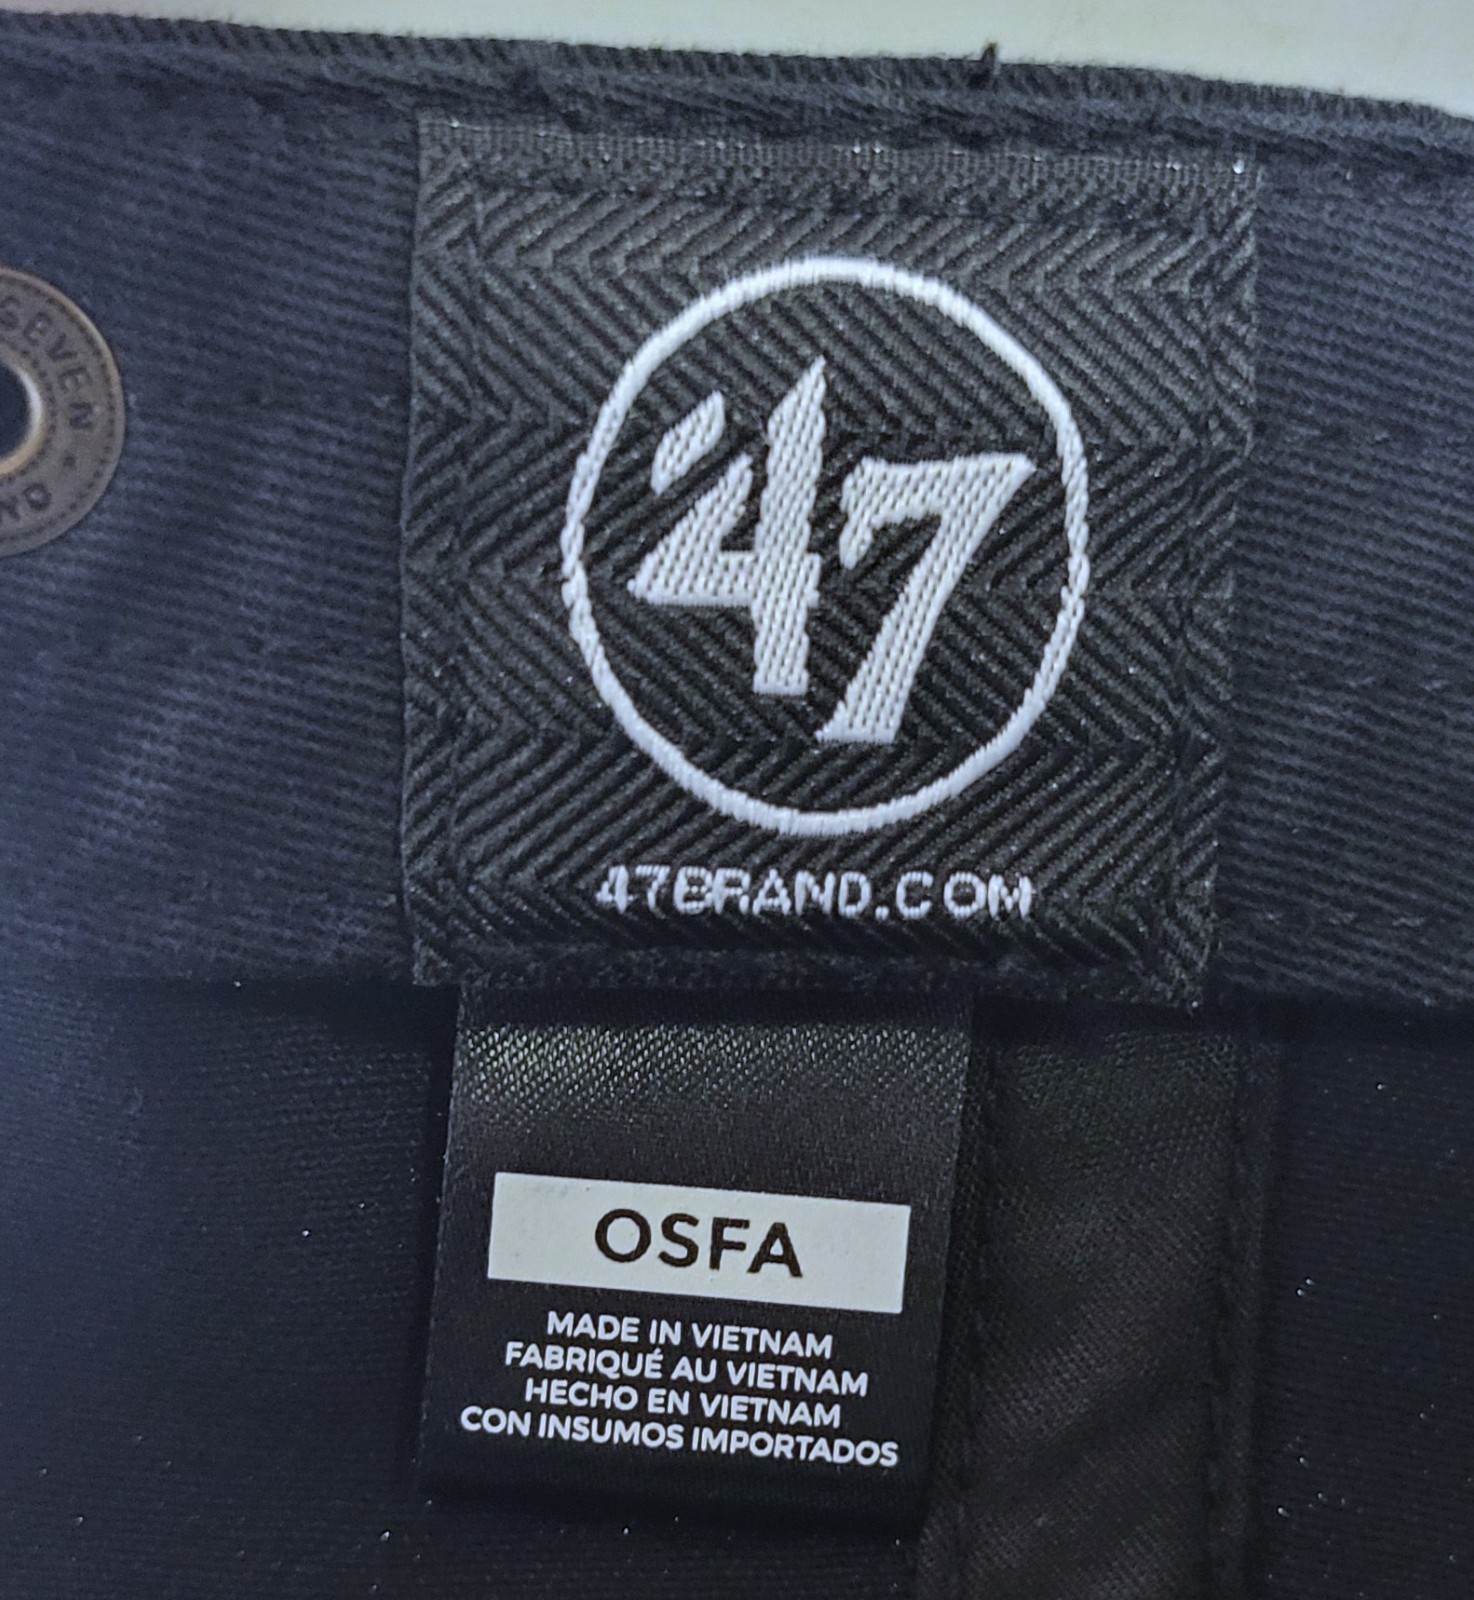 SEVEN
47
47BRAND.COM
OSFA
MADE IN VIETNAM
FABRIQUÉ AU VIETNAM
HECHO EN VIETNAM
CON INSUMOS IMPORTADOS